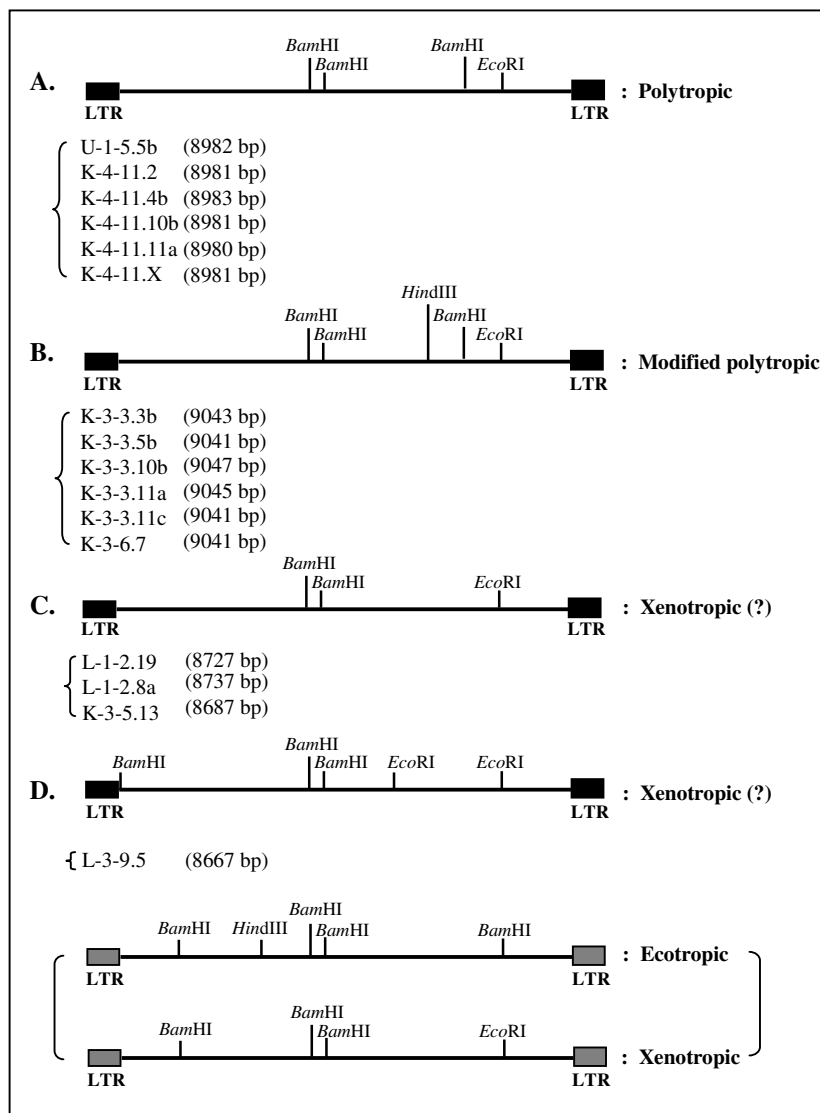 BamHI BamHI
BamHI EcoRI
A. : Polytropic
LTR LTR
U-1-5.5b (8982 bp)
K-4-11.2 (8981 bp)
K-4-11.4b (8983 bp)
K-4-11.10b (8981 bp)
K-4-11.11a (8980 bp)
K-4-11.X (8981 bp)
HindIII
BamHI BamHI
BamHI EcoRI
B. : Modified polytropic
LTR LTR
K-3-3.3b (9043 bp)
K-3-3.5b (9041 bp)
K-3-3.10b (9047 bp)
K-3-3.11a (9045 bp)
K-3-3.11c (9041 bp)
K-3-6.7 (9041 bp)
BamHI
BamHI EcoRI
C. : Xenotropic (?)
LTR LTR
L-1-2.19 (8727 bp)
L-1-2.8a (8737 bp)
K-3-5.13 (8687 bp)
BamHI
BamHI BamHI EcoRI EcoRI
D. : Xenotropic (?)
LTR LTR
L-3-9.5 (8667 bp)
BamHI
BamHI HindIII BamHI BamHI
: Ecotropic
LTR LTR
BamHI
BamHI BamHI EcoRI
: Xenotropic
LTR LTR